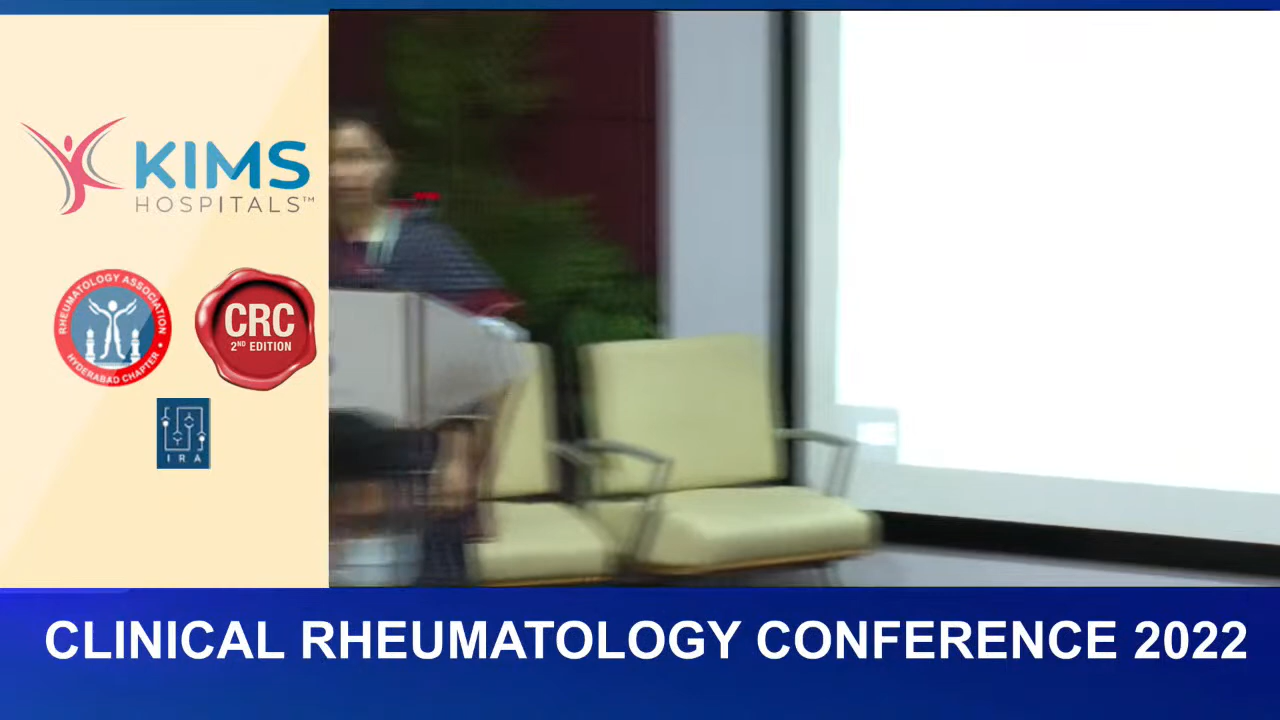 KIMS
HOSPITALS™
RHEUMATOLOGY ASSOCIATION
HYDERABAD CHAPTER
CRC
2ND EDITION
IRA
CLINICAL RHEUMATOLOGY CONFERENCE 2022